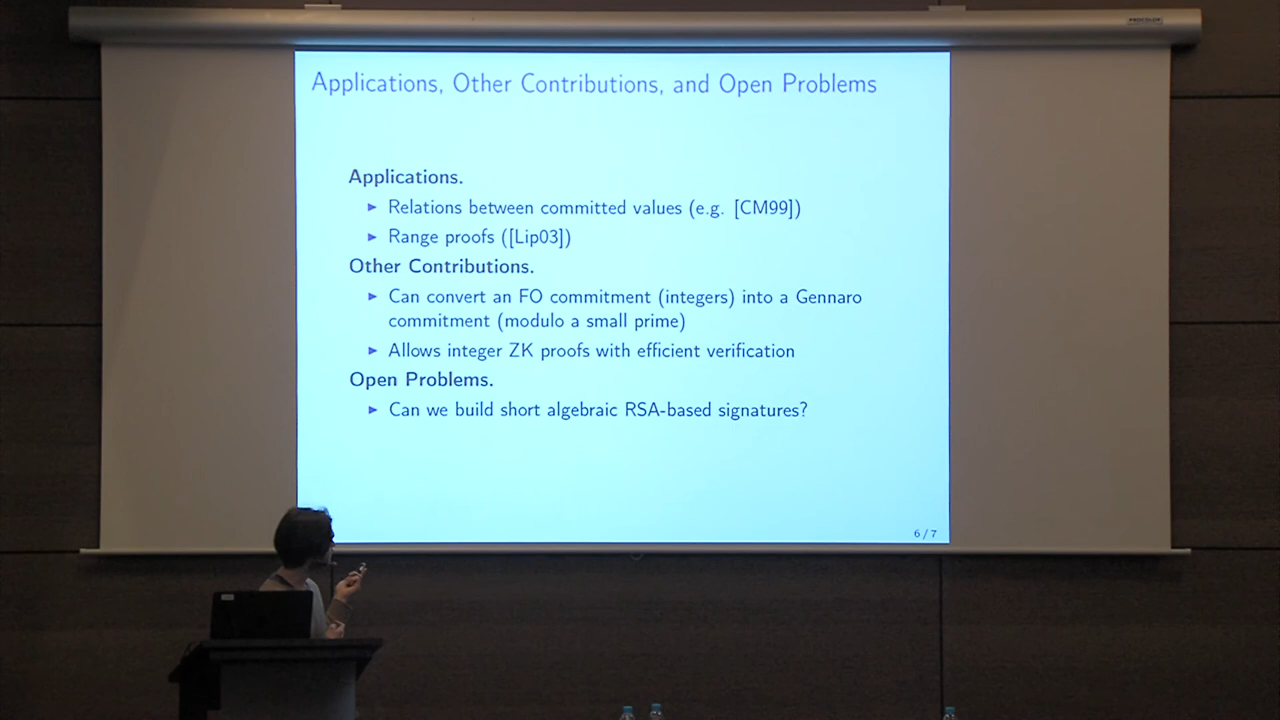 Applications, Other Contributions, and Open Problems
Applications.
▶ Relations between committed values (e.g. [CM99])
▶ Range proofs ([Lip03])
Other Contributions.
▶ Can convert an FO commitment (integers) into a Gennaro
commitment (modulo a small prime)
▶ Allows integer ZK proofs with efficient verification
Open Problems.
▶ Can we build short algebraic RSA-based signatures?
6 / 7